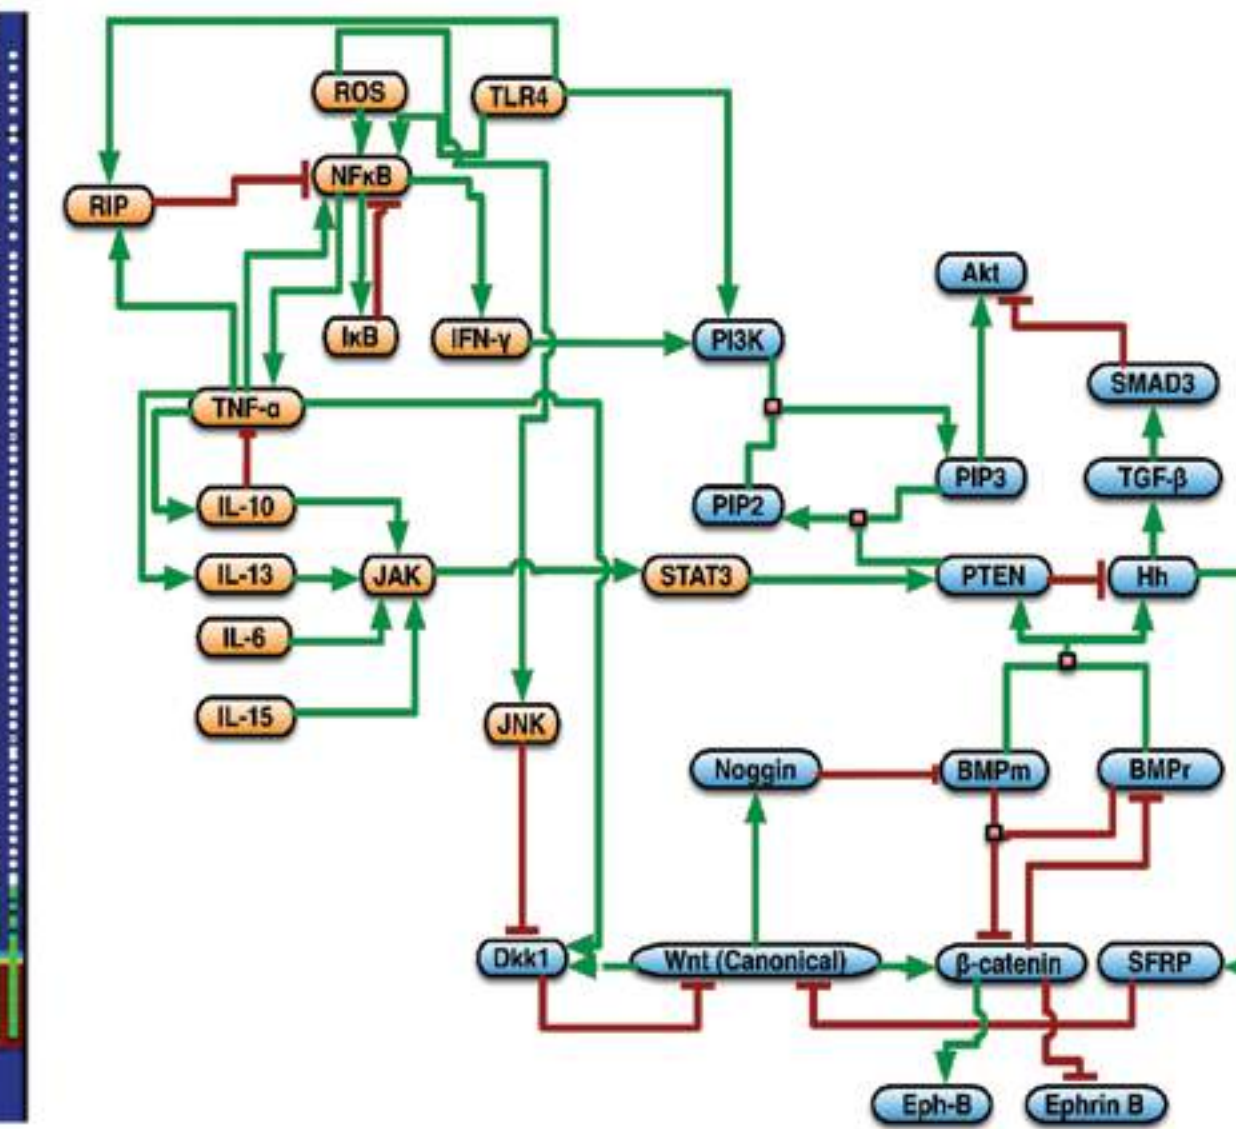 ROS
TLR4
NFκB
RIP
Akt
IκB
IFN-γ
PI3K
SMAD3
TNF-α
PIP3
TGF-β
IL-10
PIP2
IL-13
JAK
STAT3
PTEN
Hh
IL-6
IL-15
JNK
Noggin
BMPm
BMPr
Dkk1
Wnt (Canonical)
β-catenin
SFRP
Eph-B
Ephrin B